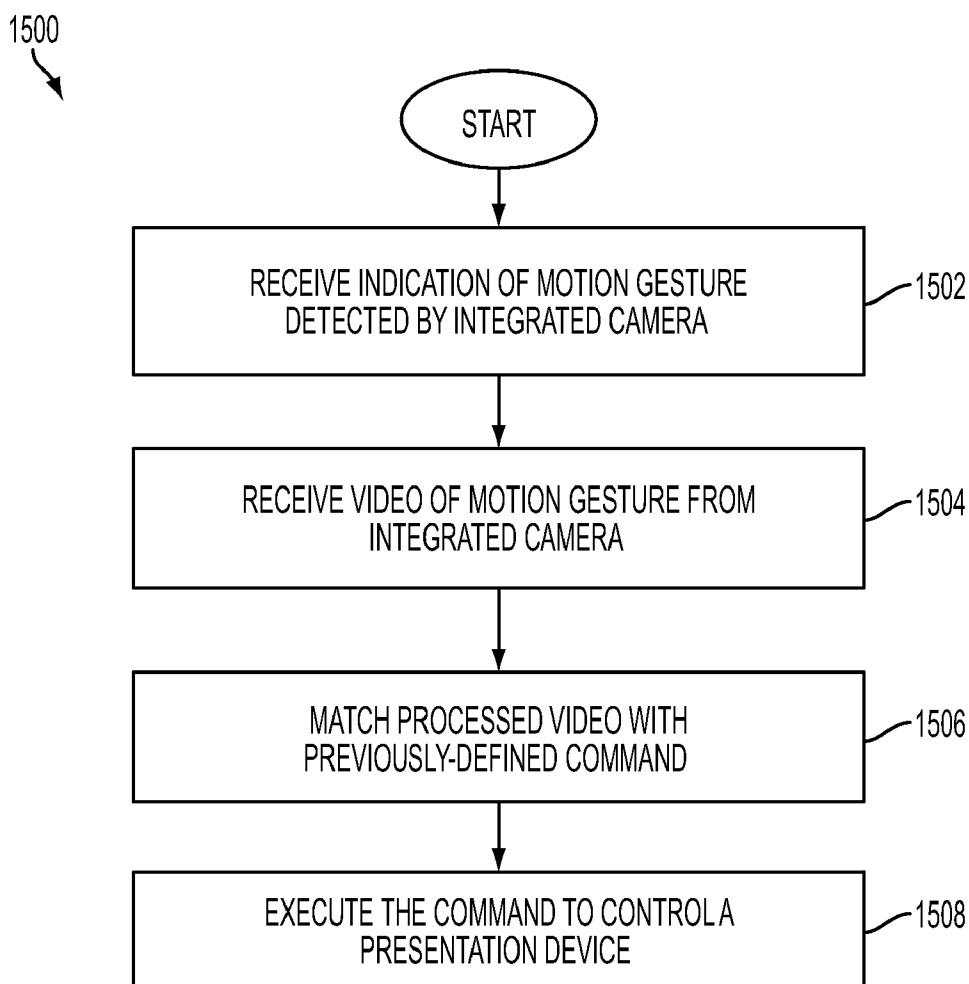 1500
START
RECEIVE INDICATION OF MOTION GESTURE
DETECTED BY INTEGRATED CAMERA
1502
RECEIVE VIDEO OF MOTION GESTURE FROM
INTEGRATED CAMERA
1504
MATCH PROCESSED VIDEO WITH
PREVIOUSLY-DEFINED COMMAND
1506
EXECUTE THE COMMAND TO CONTROL A
PRESENTATION DEVICE
1508